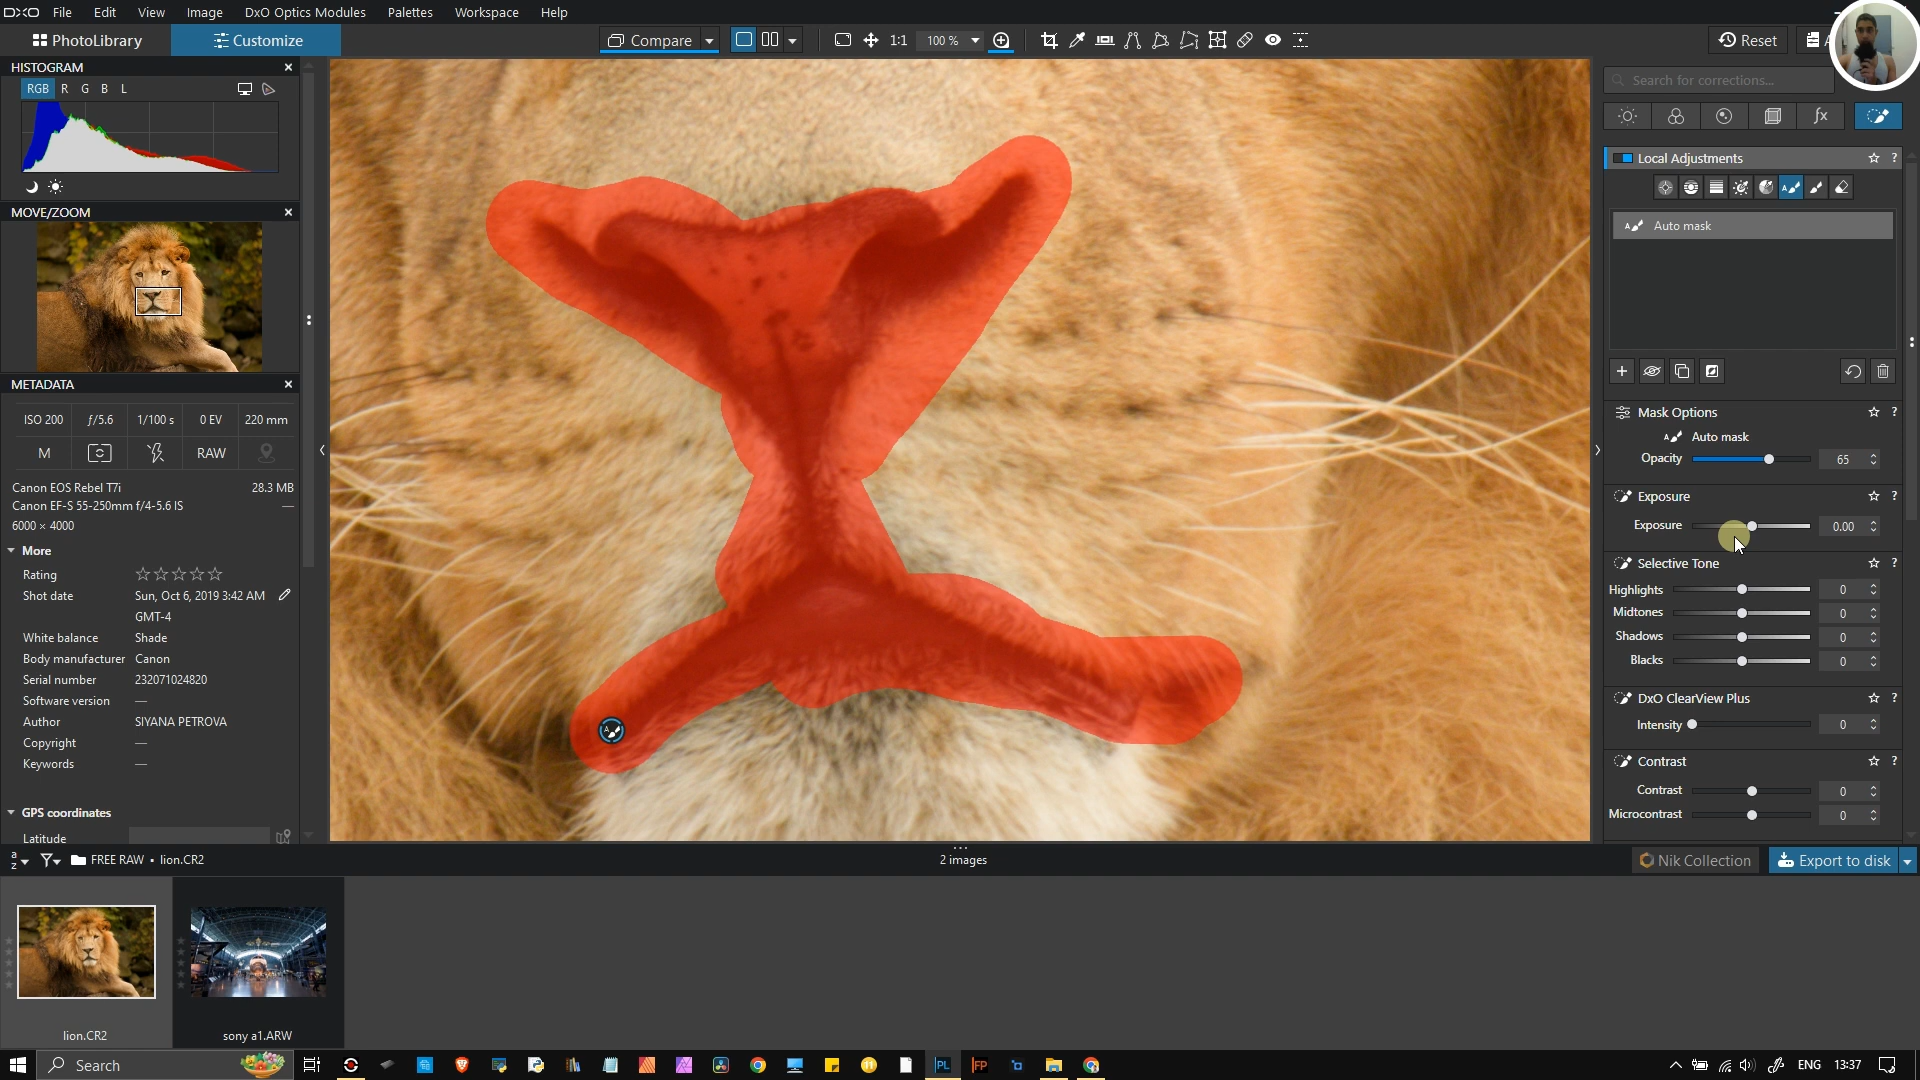 DXO File Edit View Image DxO Optics Modules Palettes Workspace Help
PhotoLibrary Customize Compare 1:1 100 % Reset
HISTOGRAM
RGB R G B L
MOVE/ZOOM
METADATA
ISO 200 ƒ/5.6 1/100 s 0 EV 220 mm
M RAW
Canon EOS Rebel T7i 28.3 MB
Canon EF-S 55-250mm f/4-5.6 IS —
6000 × 4000
More
Rating
Shot date Sun, Oct 6, 2019 3:42 AM
GMT-4
White balance Shade
Body manufacturer Canon
Serial number 232071024820
Software version —
Author SIYANA PETROVA
Copyright —
Keywords —
GPS coordinates
Latitude
Search for corrections...
fx
Local Adjustments ?
Auto mask
Mask Options ?
Auto mask
Opacity 65
Exposure ?
Exposure 0.00
Selective Tone ?
Highlights 0
Midtones 0
Shadows 0
Blacks 0
DxO ClearView Plus ?
Intensity 0
Contrast ?
Contrast 0
Microcontrast 0
FREE RAW • lion.CR2 2 images Nik Collection Export to disk
lion.CR2 sony a1.ARW
Search PL FP ENG 13:37